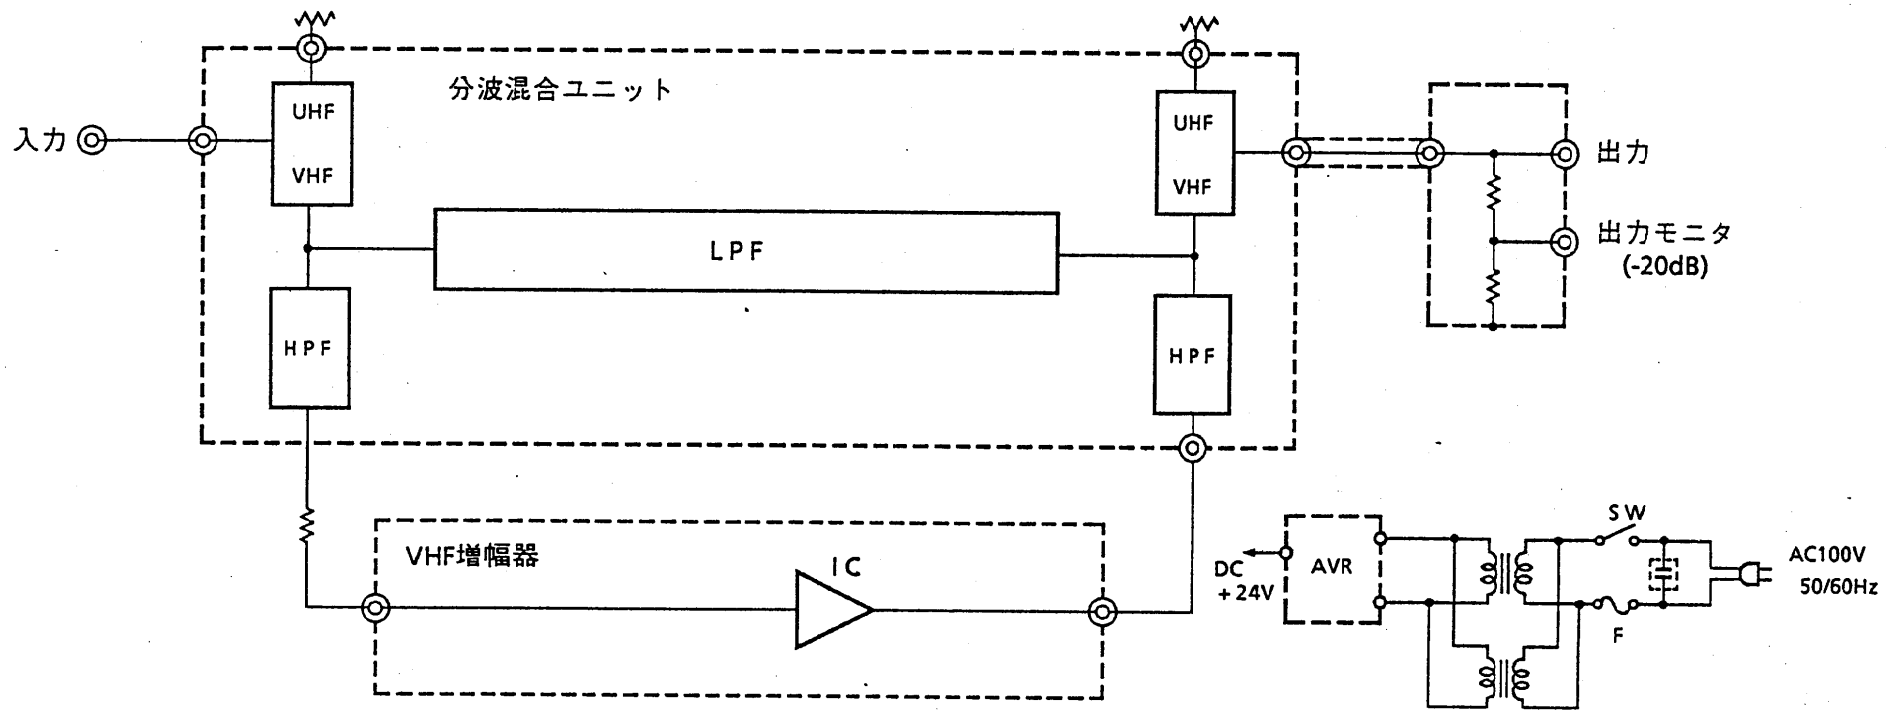 分波混合ユニット
入力
UHF
VHF
UHF
VHF
出力
LPF
出力モニタ
(-20dB)
HPF
HPF
VHF増幅器
IC
SW
DC
+24V
AVR
AC100V
50/60Hz
F